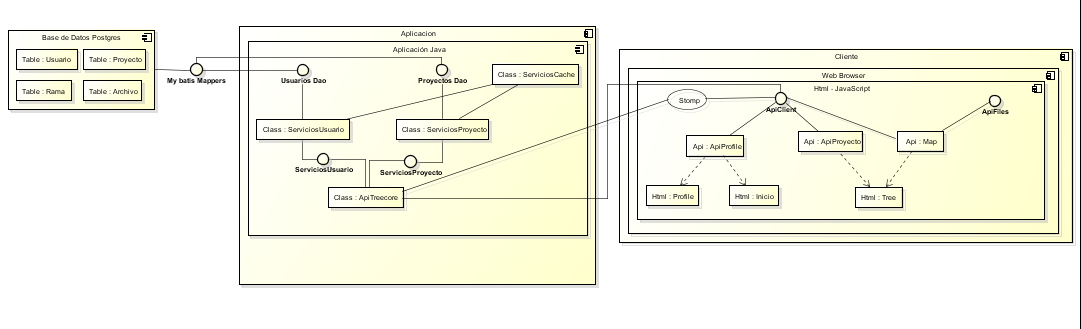 Base de Datos Postgres
Table : Usuario
Table : Proyecto
Table : Rama
Table : Archivo
My batis Mappers
Aplicacion
Aplicación Java
Usuarios Dao
Proyectos Dao
Class : ServiciosCache
Class : ServiciosUsuario
Class : ServiciosProyecto
ServiciosUsuario
ServiciosProyecto
Class : ApiTreecore
Cliente
Web Browser
Html - JavaScript
Stomp
ApiClient
ApiFiles
Api : ApiProfile
Api : ApiProyecto
Api : Map
Html : Profile
Html : Inicio
Html : Tree